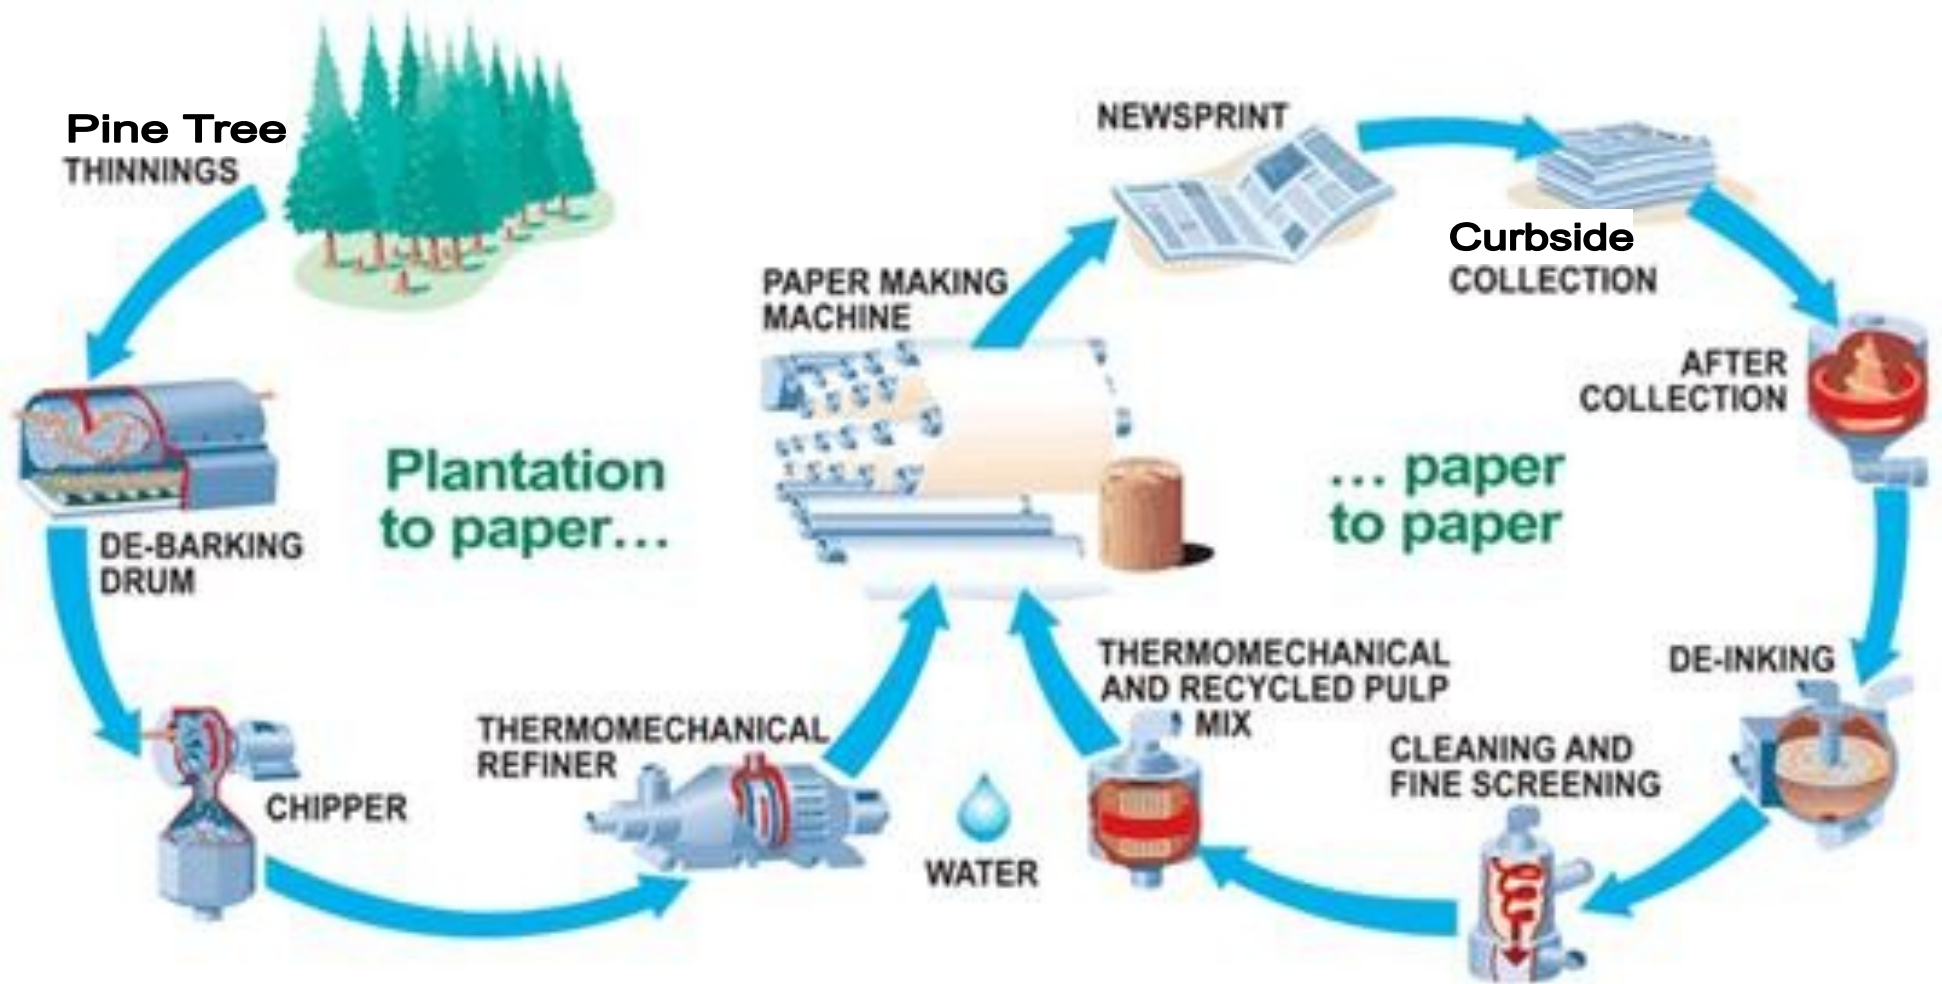 Pine Tree
THINNINGS
DE-BARKING
DRUM
CHIPPER
Plantation
to paper...
THERMOMECHANICAL
REFINER
PAPER MAKING
MACHINE
WATER
NEWSPRINT
Curbside
COLLECTION
AFTER
COLLECTION
... paper
to paper
DE-INKING
CLEANING AND
FINE SCREENING
THERMOMECHANICAL
AND RECYCLED PULP
MIX